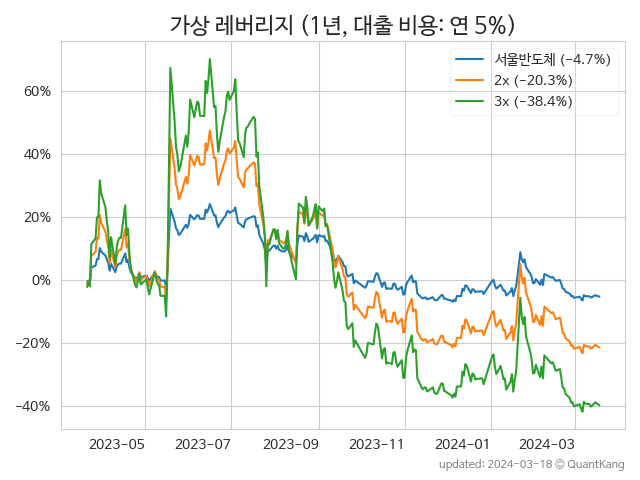 가상 레버리지 (1년, 대출 비용: 연 5%)
서울반도체 (−4.7%)
2x (−20.3%)
3x (−38.4%)
60%
40%
20%
0%
−20%
−40%
2023-05 2023-07 2023-09 2023-11 2024-01 2024-03
updated: 2024-03-18 © QuantKang